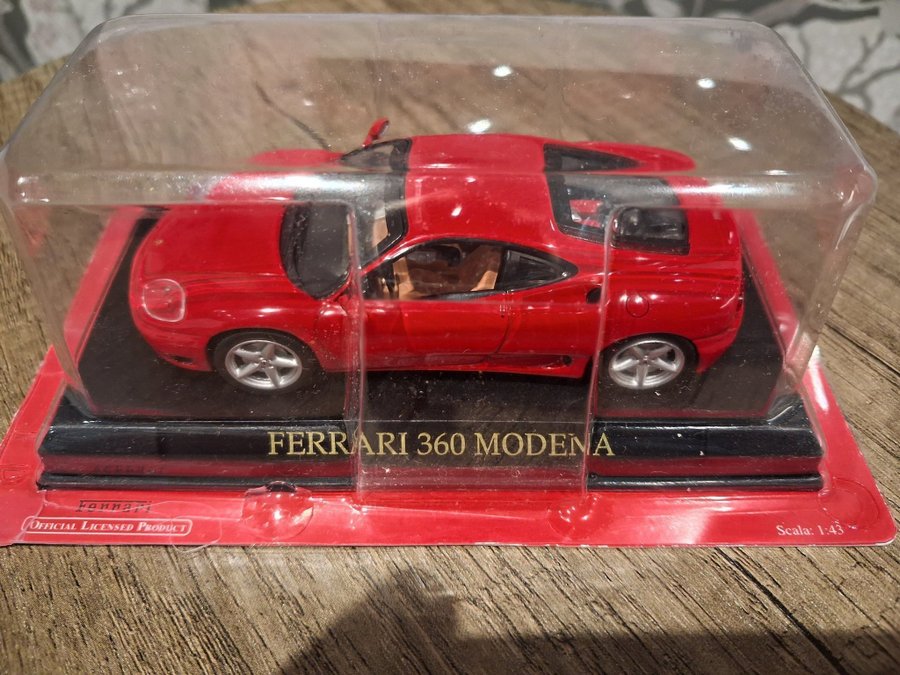 FERRARI 360 MODENA
Ferrari
OFFICIAL LICENSED PRODUCT
Scala: 1:43